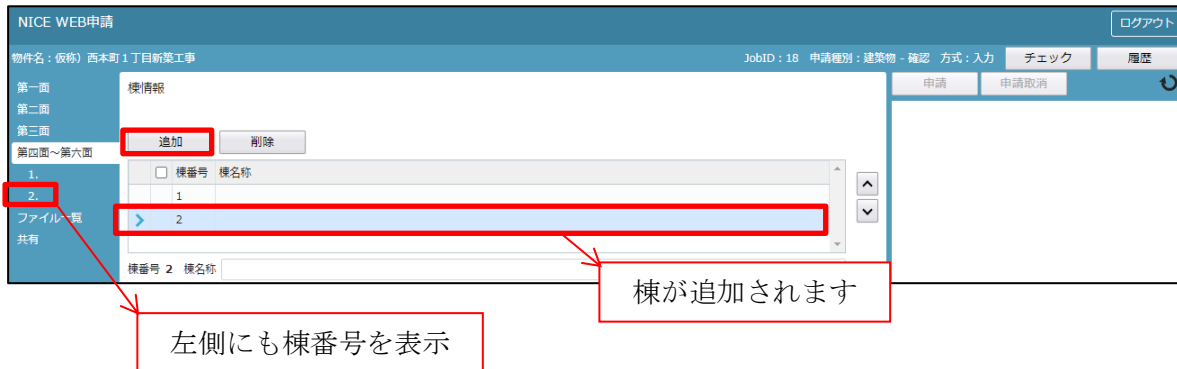 NICE WEB申請
ログアウト
物件名：仮称）西本町1丁目新築工事
JobID：18 申請種別：建築物 - 確認 方式：入力 チェック 履歴
第一面
第二面
第三面
第四面～第六面
1.
2.
ファイル一覧
共有
棟情報
追加 削除
棟番号 棟名称
1
2
棟番号 2 棟名称
申請 申請取消
棟が追加されます
左側にも棟番号を表示